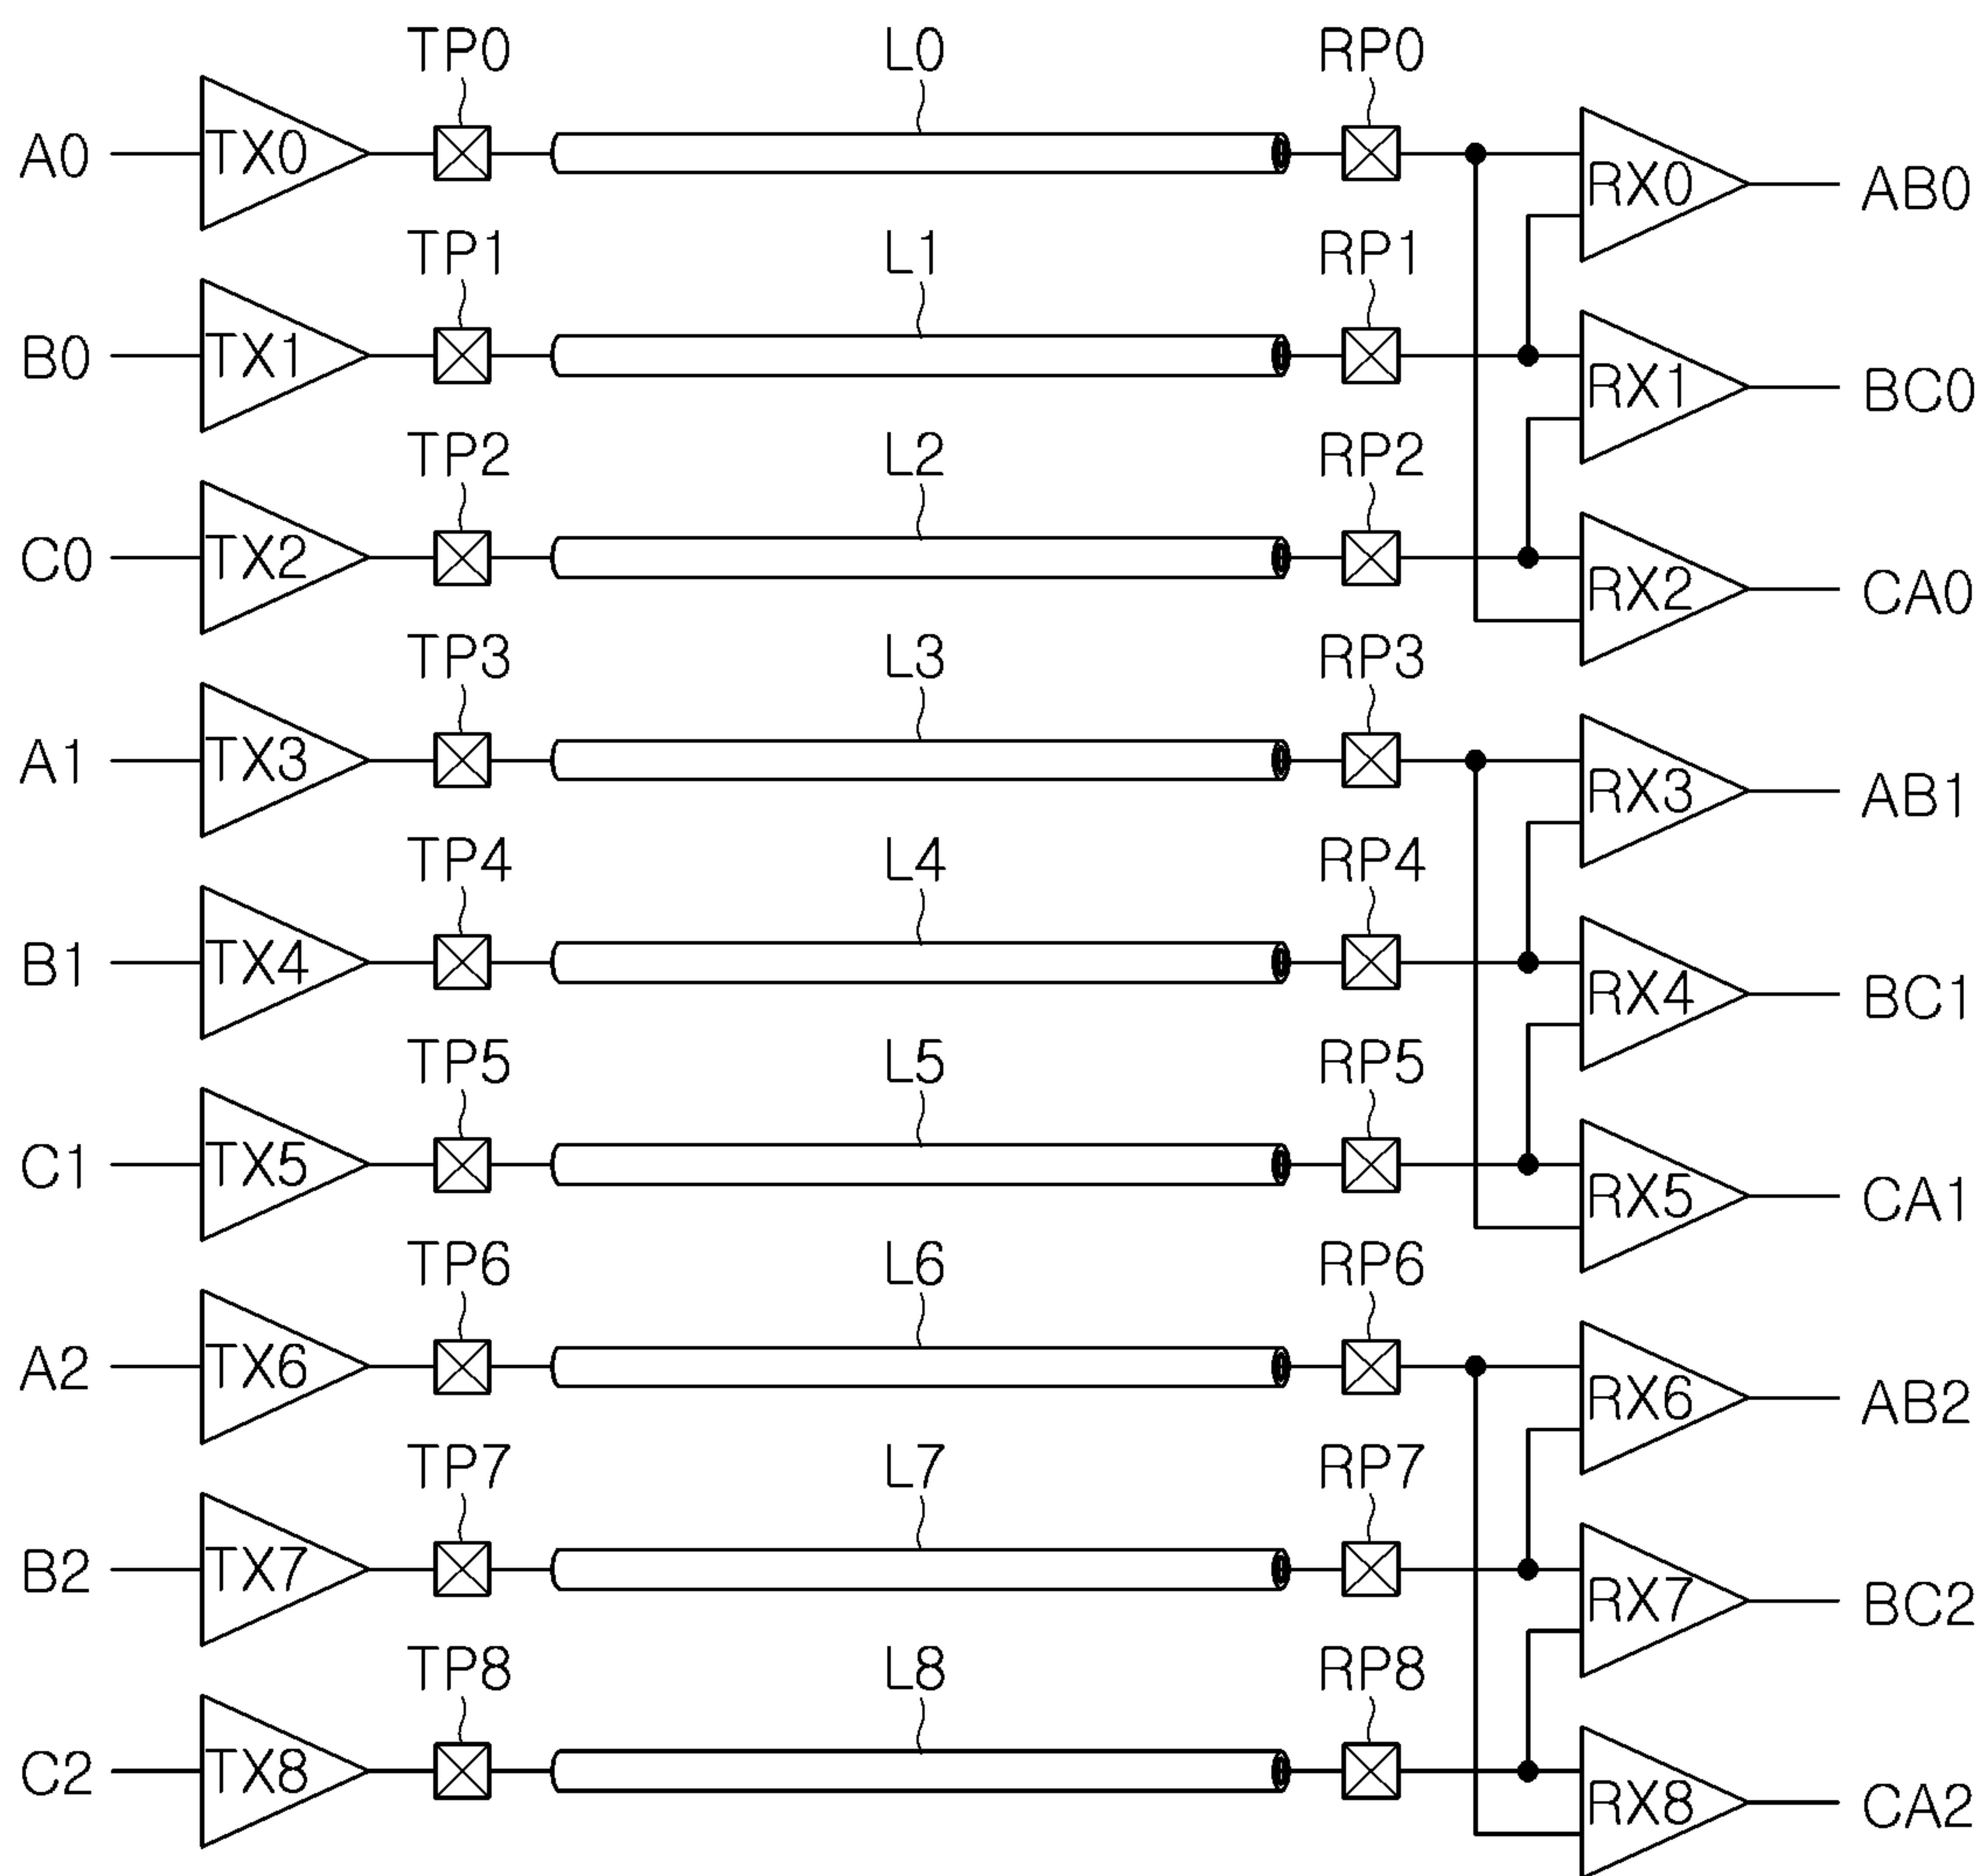 TP0 L0 RP0
A0 TX0 RX0 AB0
TP1 L1 RP1
B0 TX1 RX1 BC0
TP2 L2 RP2
C0 TX2 RX2 CA0
TP3 L3 RP3
A1 TX3 RX3 AB1
TP4 L4 RP4
B1 TX4 RX4 BC1
TP5 L5 RP5
C1 TX5 RX5 CA1
TP6 L6 RP6
A2 TX6 RX6 AB2
TP7 L7 RP7
B2 TX7 RX7 BC2
TP8 L8 RP8
C2 TX8 RX8 CA2